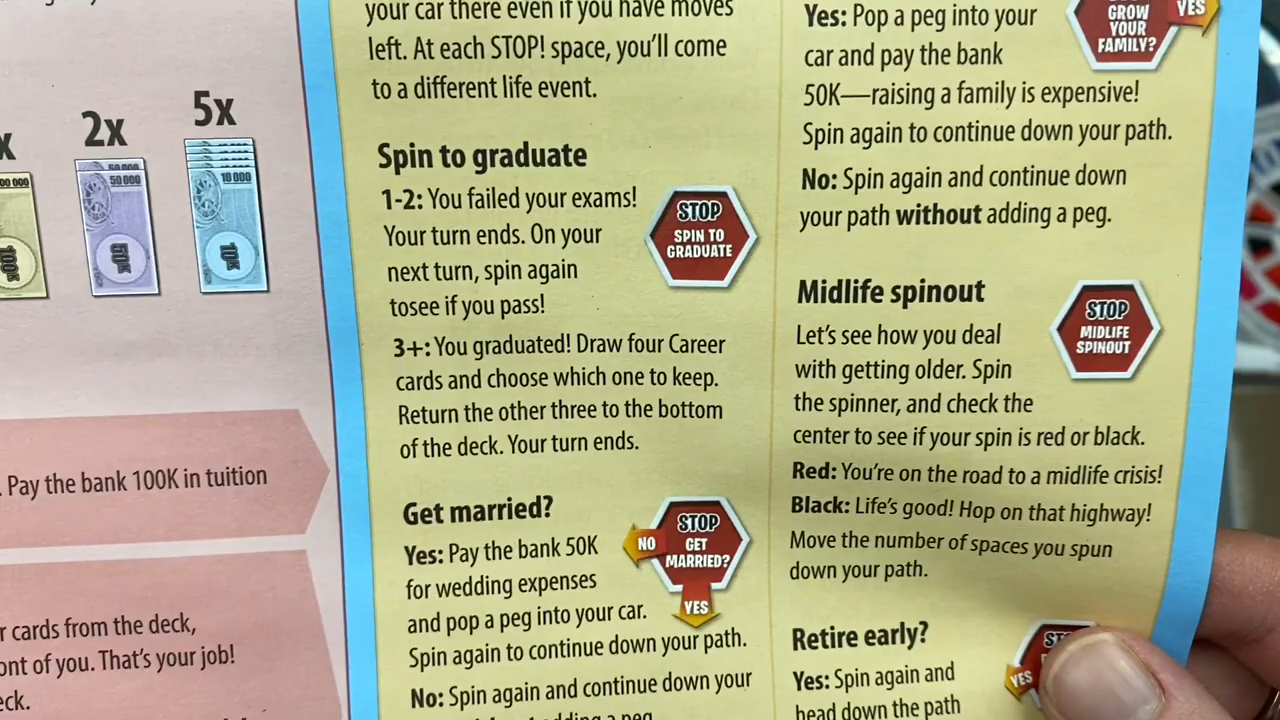 2x
5x
00 000
50 000
50 000
10 000
100K
50K
10K
. Pay the bank 100K in tuition
r cards from the deck,
ont of you. That's your job!
eck.
your car there even if you have moves
left. At each STOP! space, you'll come
to a different life event.
Spin to graduate
1-2: You failed your exams!
Your turn ends. On your
next turn, spin again
tosee if you pass!
STOP
SPIN TO
GRADUATE
3+: You graduated! Draw four Career
cards and choose which one to keep.
Return the other three to the bottom
of the deck. Your turn ends.
Get married?
Yes: Pay the bank 50K
for wedding expenses
and pop a peg into your car.
Spin again to continue down your path.
NO
STOP
GET
MARRIED?
YES
No: Spin again and continue down your
adding a peg.
Yes: Pop a peg into your
car and pay the bank
50K—raising a family is expensive!
Spin again to continue down your path.
GROW
YOUR
FAMILY?
YES
No: Spin again and continue down
your path without adding a peg.
Midlife spinout
Let's see how you deal
with getting older. Spin
the spinner, and check the
center to see if your spin is red or black.
STOP
MIDLIFE
SPINOUT
Red: You're on the road to a midlife crisis!
Black: Life's good! Hop on that highway!
Move the number of spaces you spun
down your path.
Retire early?
Yes: Spin again and
head down the path
YES